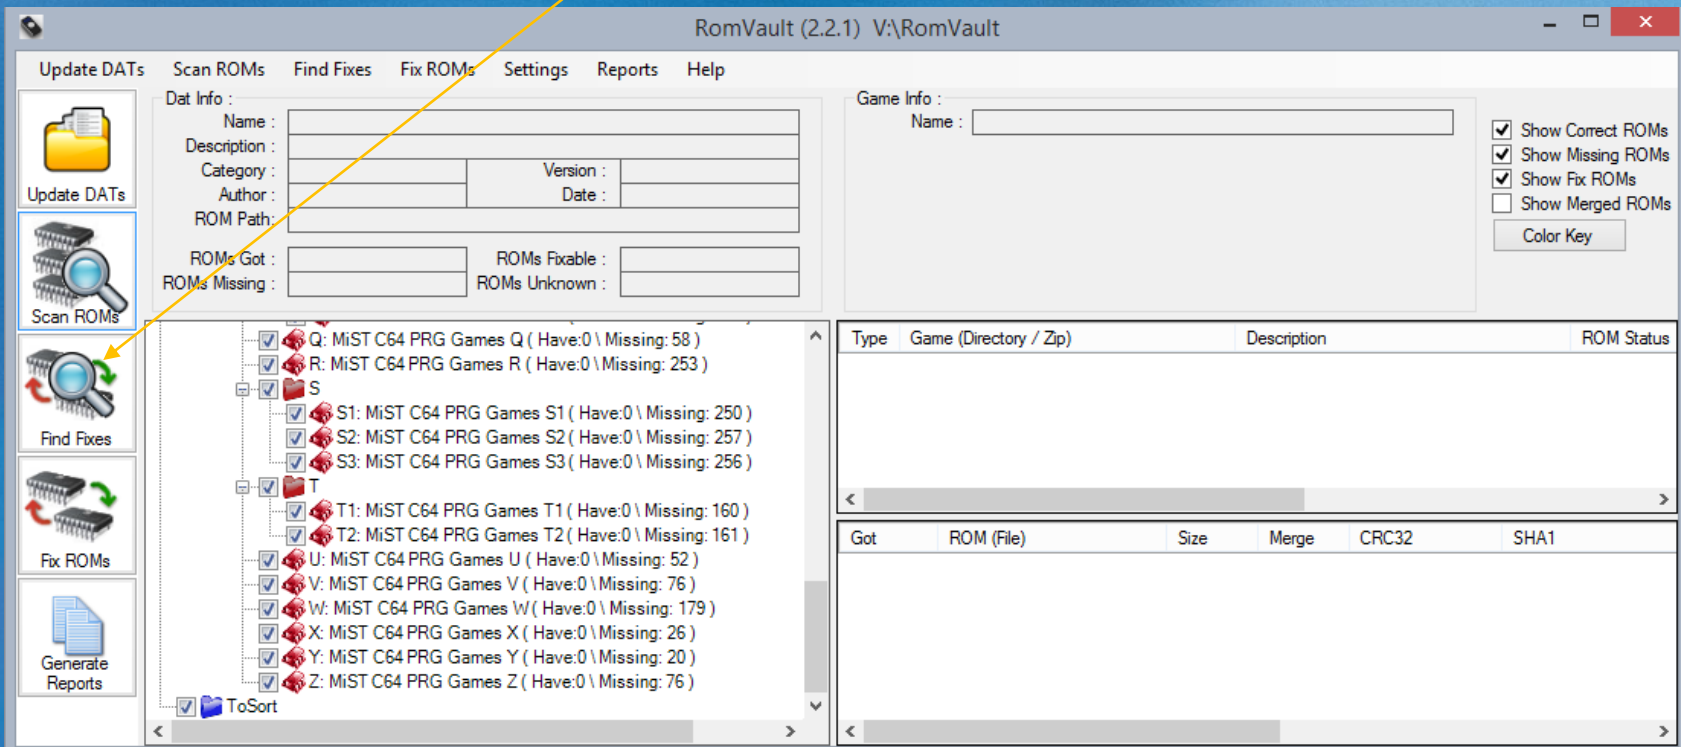 RomVault (2.2.1)  V:\RomVault
Update DATs  Scan ROMs  Find Fixes  Fix ROMs  Settings  Reports  Help
Update DATs
Scan ROMs
Find Fixes
Fix ROMs
Generate
Reports
Dat Info :
Name :
Description :
Category :  Version :
Author :  Date :
ROM Path:
ROMs Got :  ROMs Fixable :
ROMs Missing :  ROMs Unknown :
Game Info :
Name :
Show Correct ROMs
Show Missing ROMs
Show Fix ROMs
Show Merged ROMs
Color Key
Q: MiST C64 PRG Games Q ( Have:0 \ Missing: 58 )
R: MiST C64 PRG Games R ( Have:0 \ Missing: 253 )
S
S1: MiST C64 PRG Games S1 ( Have:0 \ Missing: 250 )
S2: MiST C64 PRG Games S2 ( Have:0 \ Missing: 257 )
S3: MiST C64 PRG Games S3 ( Have:0 \ Missing: 256 )
T
T1: MiST C64 PRG Games T1 ( Have:0 \ Missing: 160 )
T2: MiST C64 PRG Games T2 ( Have:0 \ Missing: 161 )
U: MiST C64 PRG Games U ( Have:0 \ Missing: 52 )
V: MiST C64 PRG Games V ( Have:0 \ Missing: 76 )
W: MiST C64 PRG Games W ( Have:0 \ Missing: 179 )
X: MiST C64 PRG Games X ( Have:0 \ Missing: 26 )
Y: MiST C64 PRG Games Y ( Have:0 \ Missing: 20 )
Z: MiST C64 PRG Games Z ( Have:0 \ Missing: 76 )
ToSort
Type  Game (Directory / Zip)  Description  ROM Status
Got  ROM (File)  Size  Merge  CRC32  SHA1